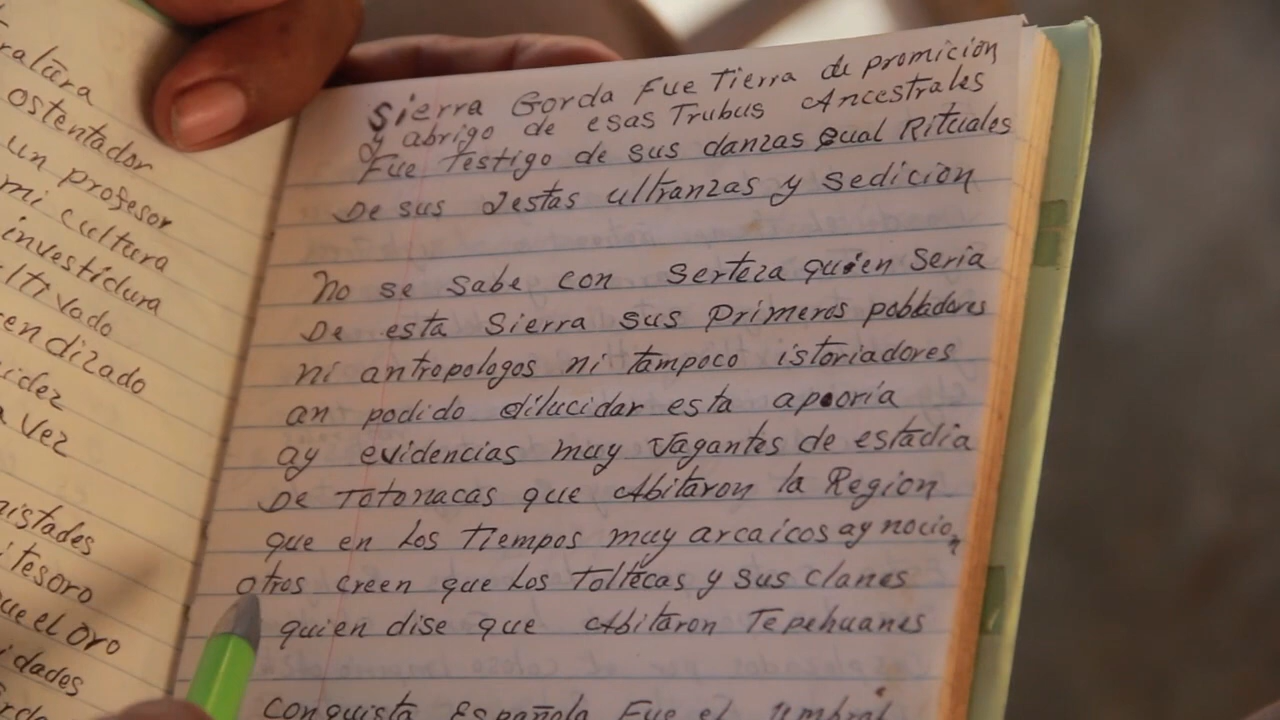 ralura
ostentador
un profesor
mi cultura
investidura
ltivado
endizado
idez
vez
nistades
tesoro
ue el oro
idades
Sierra Gorda Fue Tierra de promicion
y abrigo de esas Trubus Ancestrales
Fue Testigo de sus danzas qual Rituales
De sus Jestas ultranzas y sedicion
No se sabe con serteza quien seria
De esta Sierra sus Primeros pobladores
ni antropologos ni tampoco istoriadores
an podido dilucidar esta aporía
ay evidencias muy vagantes de estadia
De Totonacas que Abitaron la Region
que en Los Tiempos muy arcaicos ay nocion
otros creen que Los Toltecas y sus clanes
quien dise que Abitaron Tepehuanes
conquista Española Fue el umbral